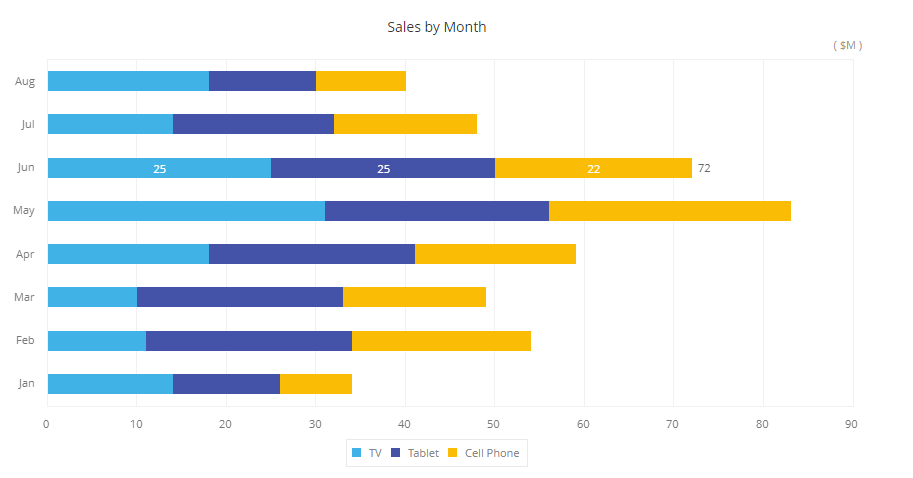 Sales by Month
( $M )
Aug
Jul
Jun 25 25 22 72
May
Apr
Mar
Feb
Jan
0 10 20 30 40 50 60 70 80 90
TV Tablet Cell Phone